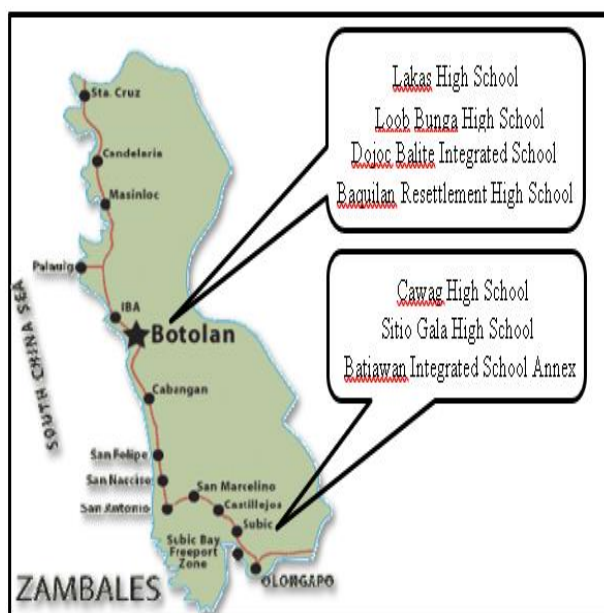 Lakas High School
Loob Bunga High School
Dojoc Balite Integrated School
Baquilan Resettlement High School
Cawag High School
Sitio Gala High School
Batiawan Integrated School Annex
Sta. Cruz
Candelaria
Masinloc
Palauig
IBA
Botolan
SOUTH CHINA SEA
Cabangan
San Felipe
San Narciso
San Antonio
San Marcelino
Castillejos
Subic
Subic Bay
Freeport
Zone
OLONGAPO
ZAMBALES